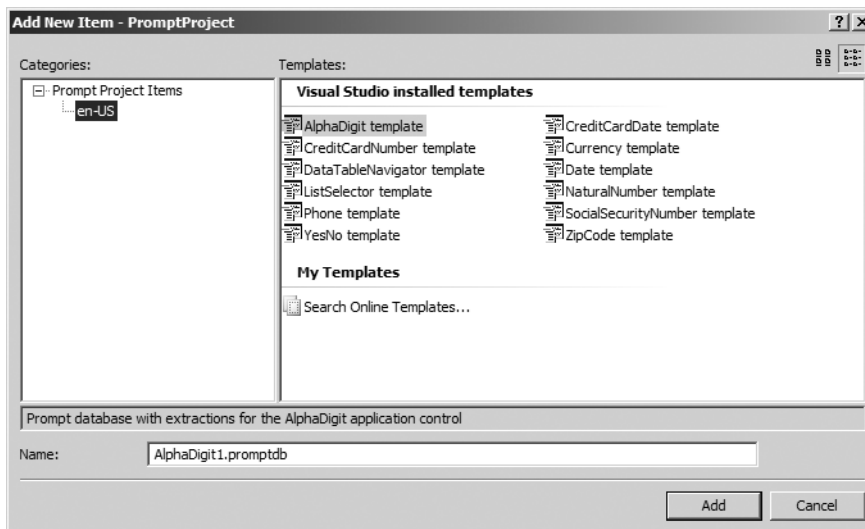 Add New Item - PromptProject
Categories:
Templates:
Prompt Project Items
en-US
Visual Studio installed templates
AlphaDigit template
CreditCardDate template
CreditCardNumber template
Currency template
DataTableNavigator template
Date template
ListSelector template
NaturalNumber template
Phone template
SocialSecurityNumber template
YesNo template
ZipCode template
My Templates
Search Online Templates...
Prompt database with extractions for the AlphaDigit application control
Name:
AlphaDigit1.promptdb
Add
Cancel